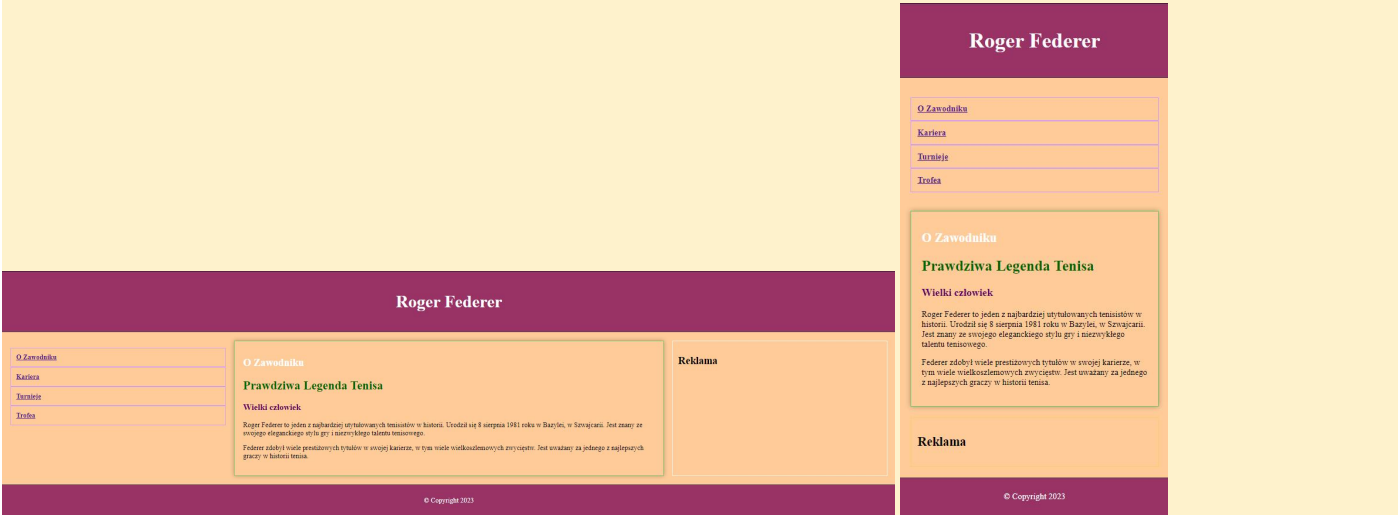 Roger Federer
O Zawodniku
Kariera
Turnieje
Trofea
O Zawodniku
Prawdziwa Legenda Tenisa
Wielki człowiek
Roger Federer to jeden z najbardziej utytułowanych tenisistów w historii. Urodził się 8 sierpnia 1981 roku w Bazylei, w Szwajcarii. Jest znany ze
swojego eleganckiego stylu gry i niezwykłego talentu tenisowego.
Federer zdobył wiele prestiżowych tytułów w swojej karierze, w tym wiele wielkoszlemowych zwycięstw. Jest uważany za jednego z najlepszych
graczy w historii tenisa.
Reklama
© Copyright 2023
Roger Federer
O Zawodniku
Kariera
Turnieje
Trofea
O Zawodniku
Prawdziwa Legenda Tenisa
Wielki człowiek
Roger Federer to jeden z najbardziej utytułowanych tenisistów w
historii. Urodził się 8 sierpnia 1981 roku w Bazylei, w Szwajcarii.
Jest znany ze swojego eleganckiego stylu gry i niezwykłego
talentu tenisowego.
Federer zdobył wiele prestiżowych tytułów w swojej karierze, w
tym wiele wielkoszlemowych zwycięstw. Jest uważany za jednego
z najlepszych graczy w historii tenisa.
Reklama
© Copyright 2023